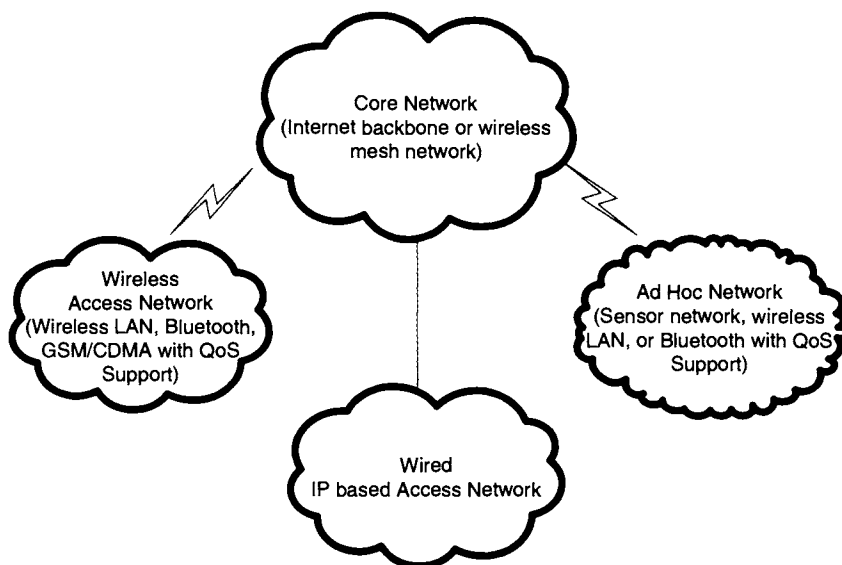 Core Network
(Internet backbone or wireless
mesh network)
Wireless
Access Network
(Wireless LAN, Bluetooth,
GSM/CDMA with QoS
Support)
Ad Hoc Network
(Sensor network, wireless
LAN, or Bluetooth with QoS
Support)
Wired
IP based Access Network